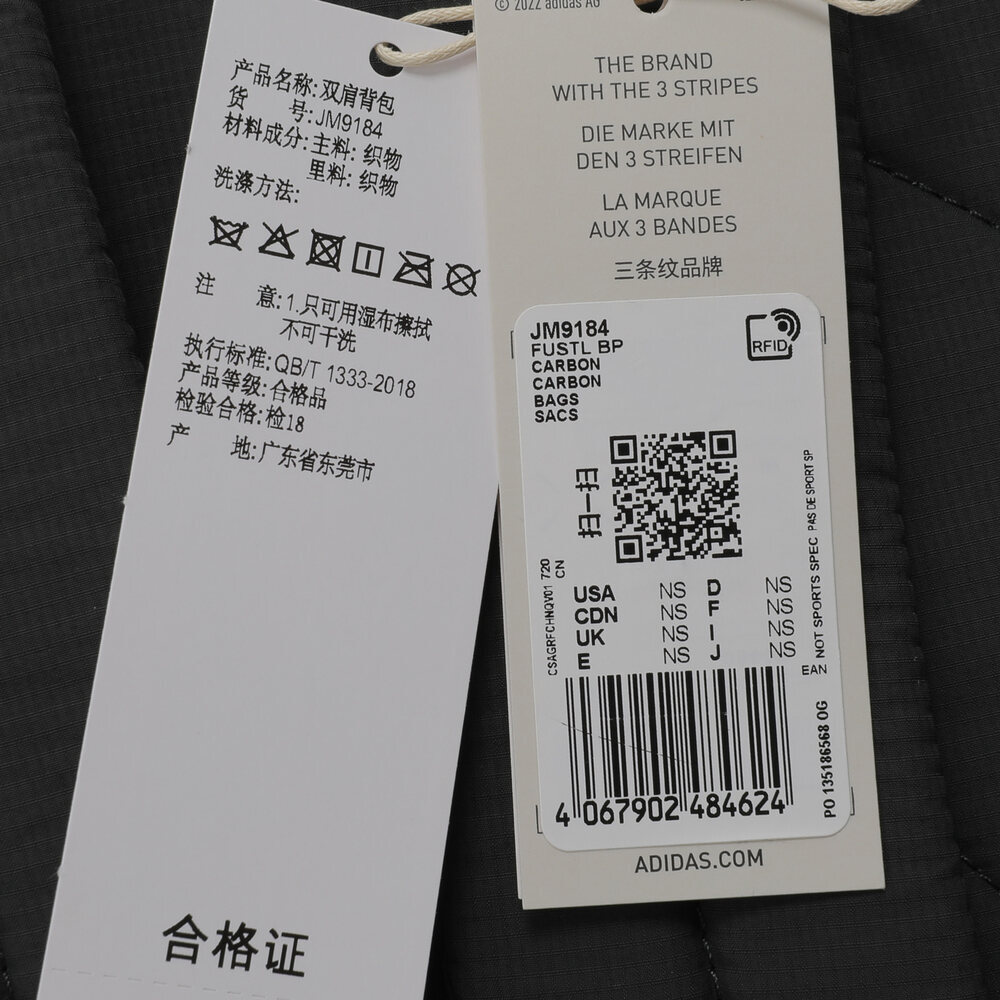 产品名称:双肩背包
货 号:JM9184
材料成分:主料: 织物
里料: 织物
洗涤方法:
注 意:1.只可用湿布擦拭
不可干洗
执行标准:QB/T 1333-2018
产品等级:合格品
检验合格:检18
产 地:广东省东莞市
合格证
© 2022 adidas AG
THE BRAND
WITH THE 3 STRIPES
DIE MARKE MIT
DEN 3 STREIFEN
LA MARQUE
AUX 3 BANDES
三条纹品牌
JM9184
FUSTL BP
CARBON
CARBON
BAGS
SACS
RFID
扫一扫
CSAGRFCHNQV01 720
CN
USA NS D NS
CDN NS F NS
UK NS I NS
E NS J NS
EAN NOT SPORTS SPEC PAS DE SPORT SP
PO 135186568 OG
4 067902 484624
ADIDAS.COM